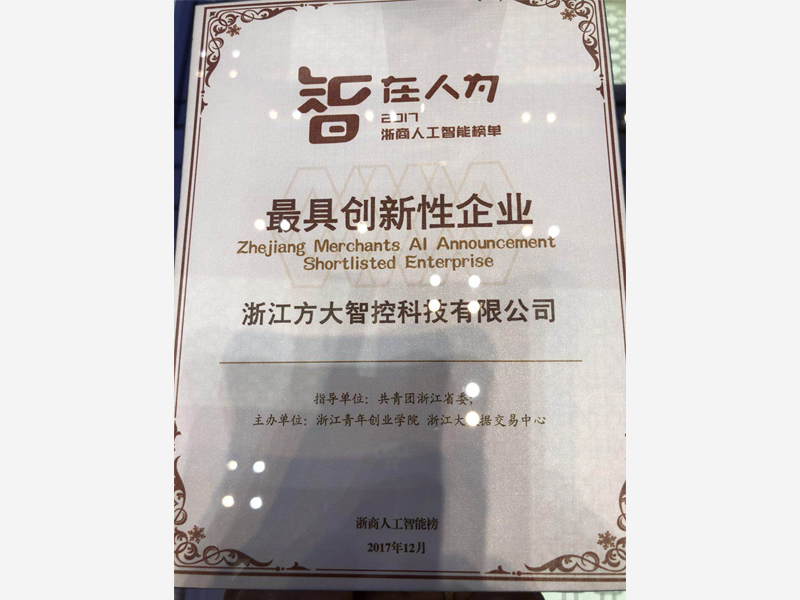 智在人为
2017
浙商人工智能榜单
最具创新性企业
Zhejiang Merchants AI Announcement
Shortlisted Enterprise
浙江方大智控科技有限公司
指导单位：共青团浙江省委；
主办单位：浙江青年创业学院 浙江大 据交易中心
浙商人工智能榜
2017年12月